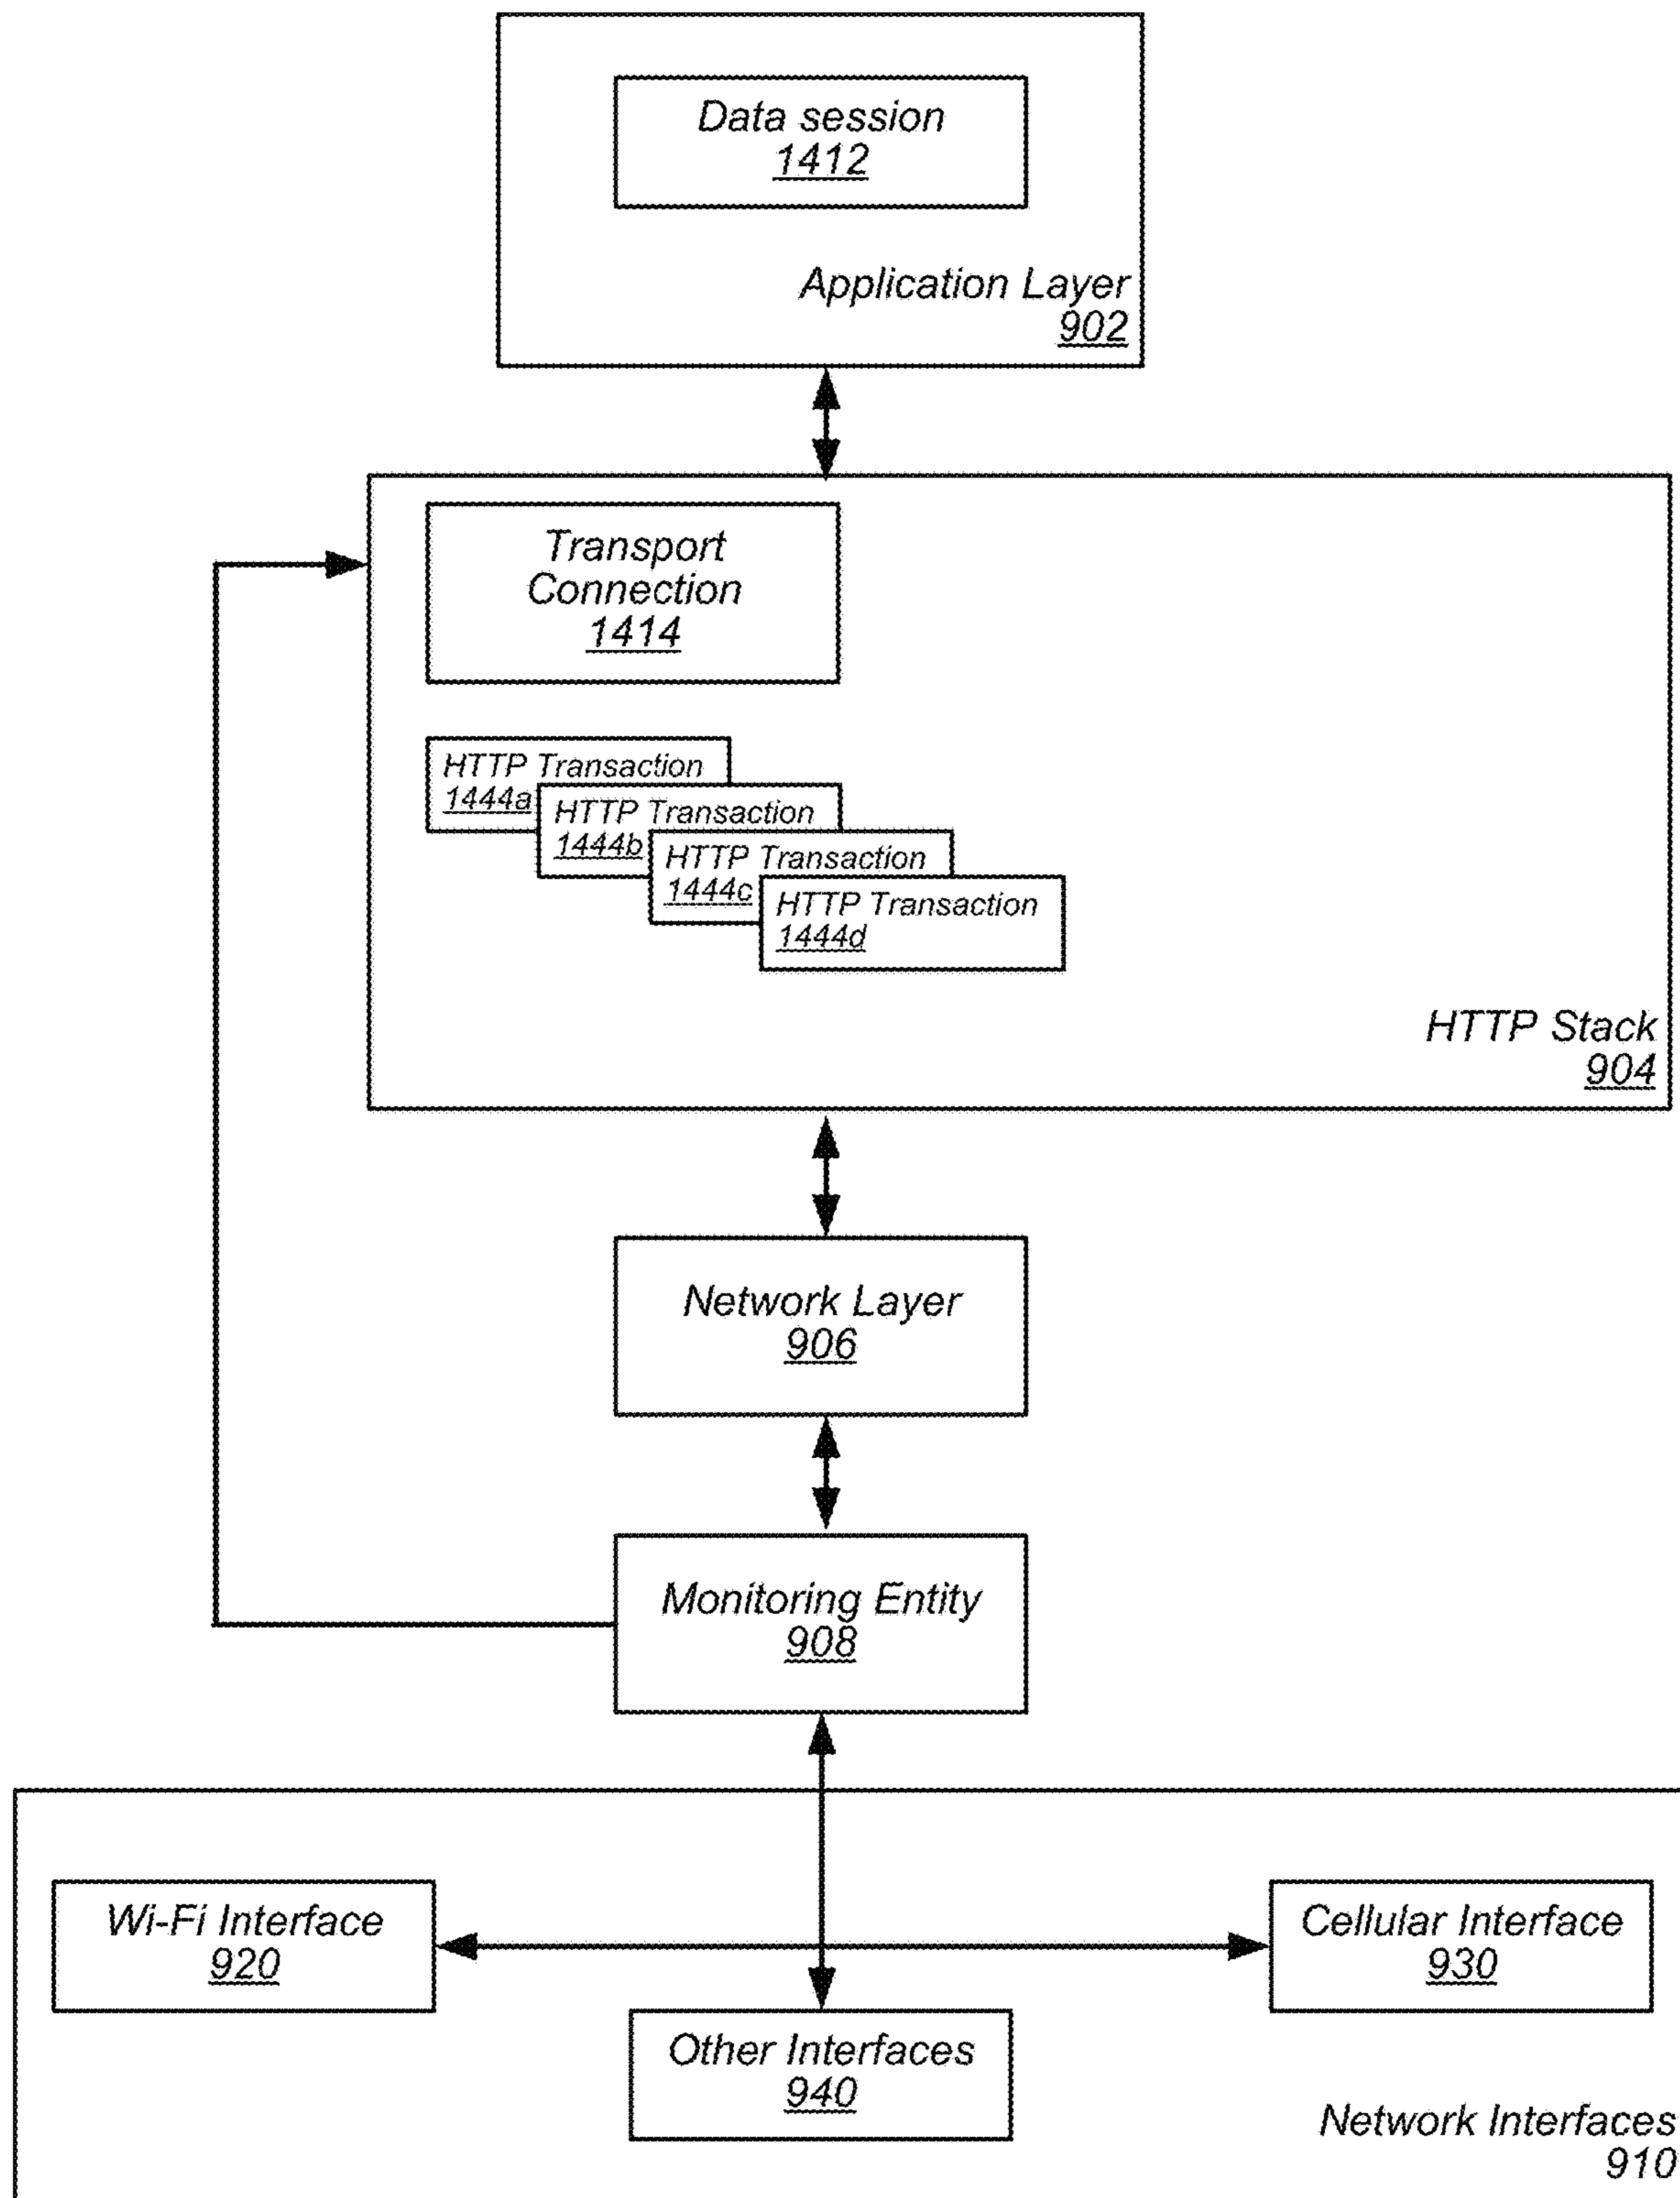 Data session
1412
Application Layer
902
Transport
Connection
1414
HTTP Transaction
1444a
HTTP Transaction
1444b
HTTP Transaction
1444c
HTTP Transaction
1444d
HTTP Stack
904
Network Layer
906
Monitoring Entity
908
Wi-Fi Interface
920
Cellular Interface
930
Other Interfaces
940
Network Interfaces
910